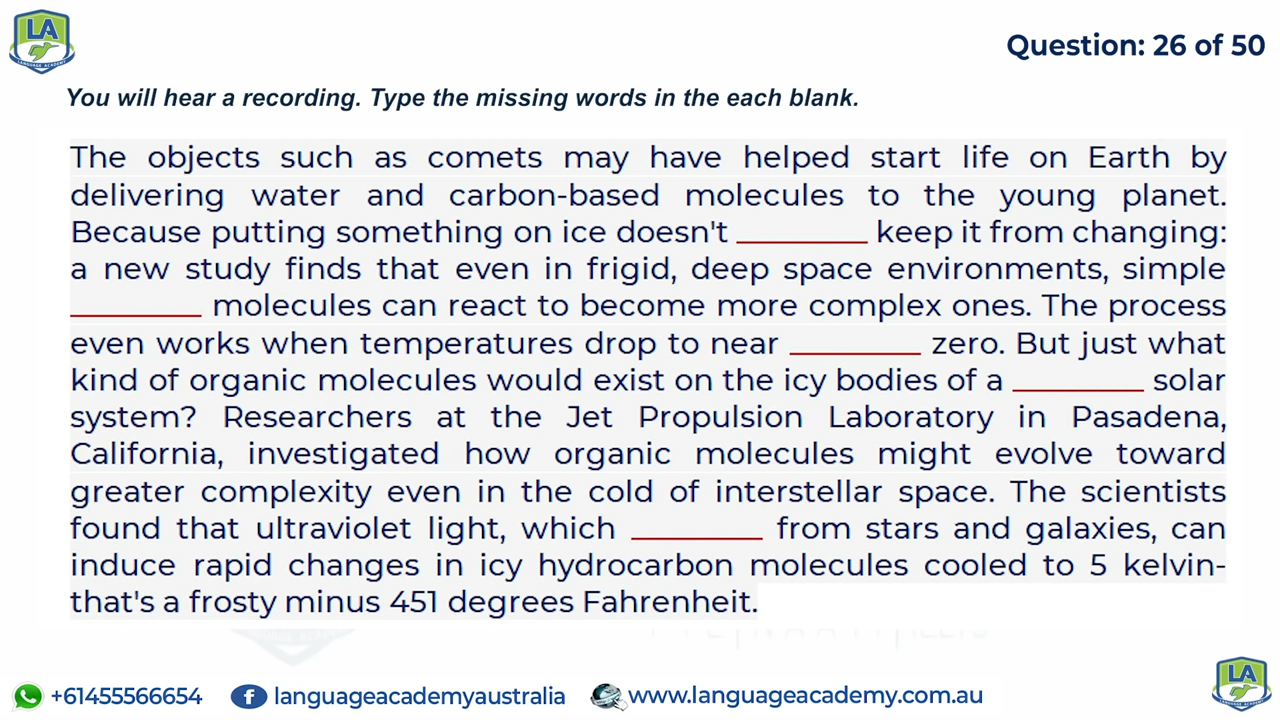 LA
LANGUAGE ACADEMY
Question: 26 of 50
You will hear a recording. Type the missing words in the each blank.
The objects such as comets may have helped start life on Earth by
delivering water and carbon-based molecules to the young planet.
Because putting something on ice doesn't ________ keep it from changing:
a new study finds that even in frigid, deep space environments, simple
________ molecules can react to become more complex ones. The process
even works when temperatures drop to near ________ zero. But just what
kind of organic molecules would exist on the icy bodies of a ________ solar
system? Researchers at the Jet Propulsion Laboratory in Pasadena,
California, investigated how organic molecules might evolve toward
greater complexity even in the cold of interstellar space. The scientists
found that ultraviolet light, which ________ from stars and galaxies, can
induce rapid changes in icy hydrocarbon molecules cooled to 5 kelvin-
that's a frosty minus 451 degrees Fahrenheit.
+61455566654
languageacademyaustralia
www.languageacademy.com.au
LA